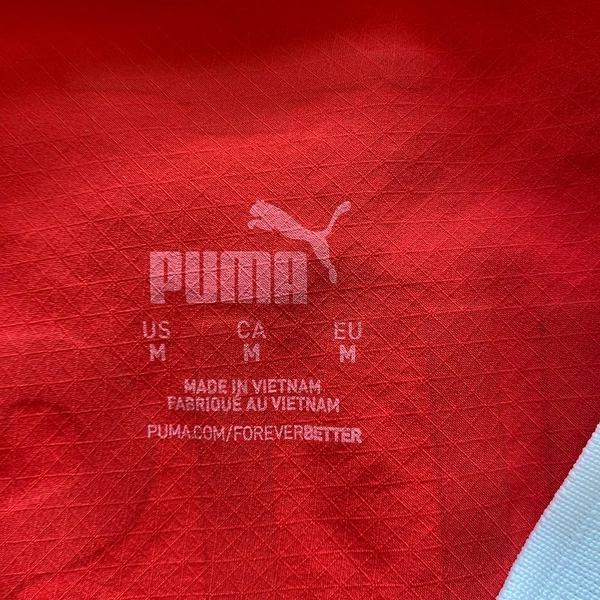 PUMA
US CA EU
M M M
MADE IN VIETNAM
FABRIQUÉ AU VIETNAM
PUMA.COM/FOREVERBETTER